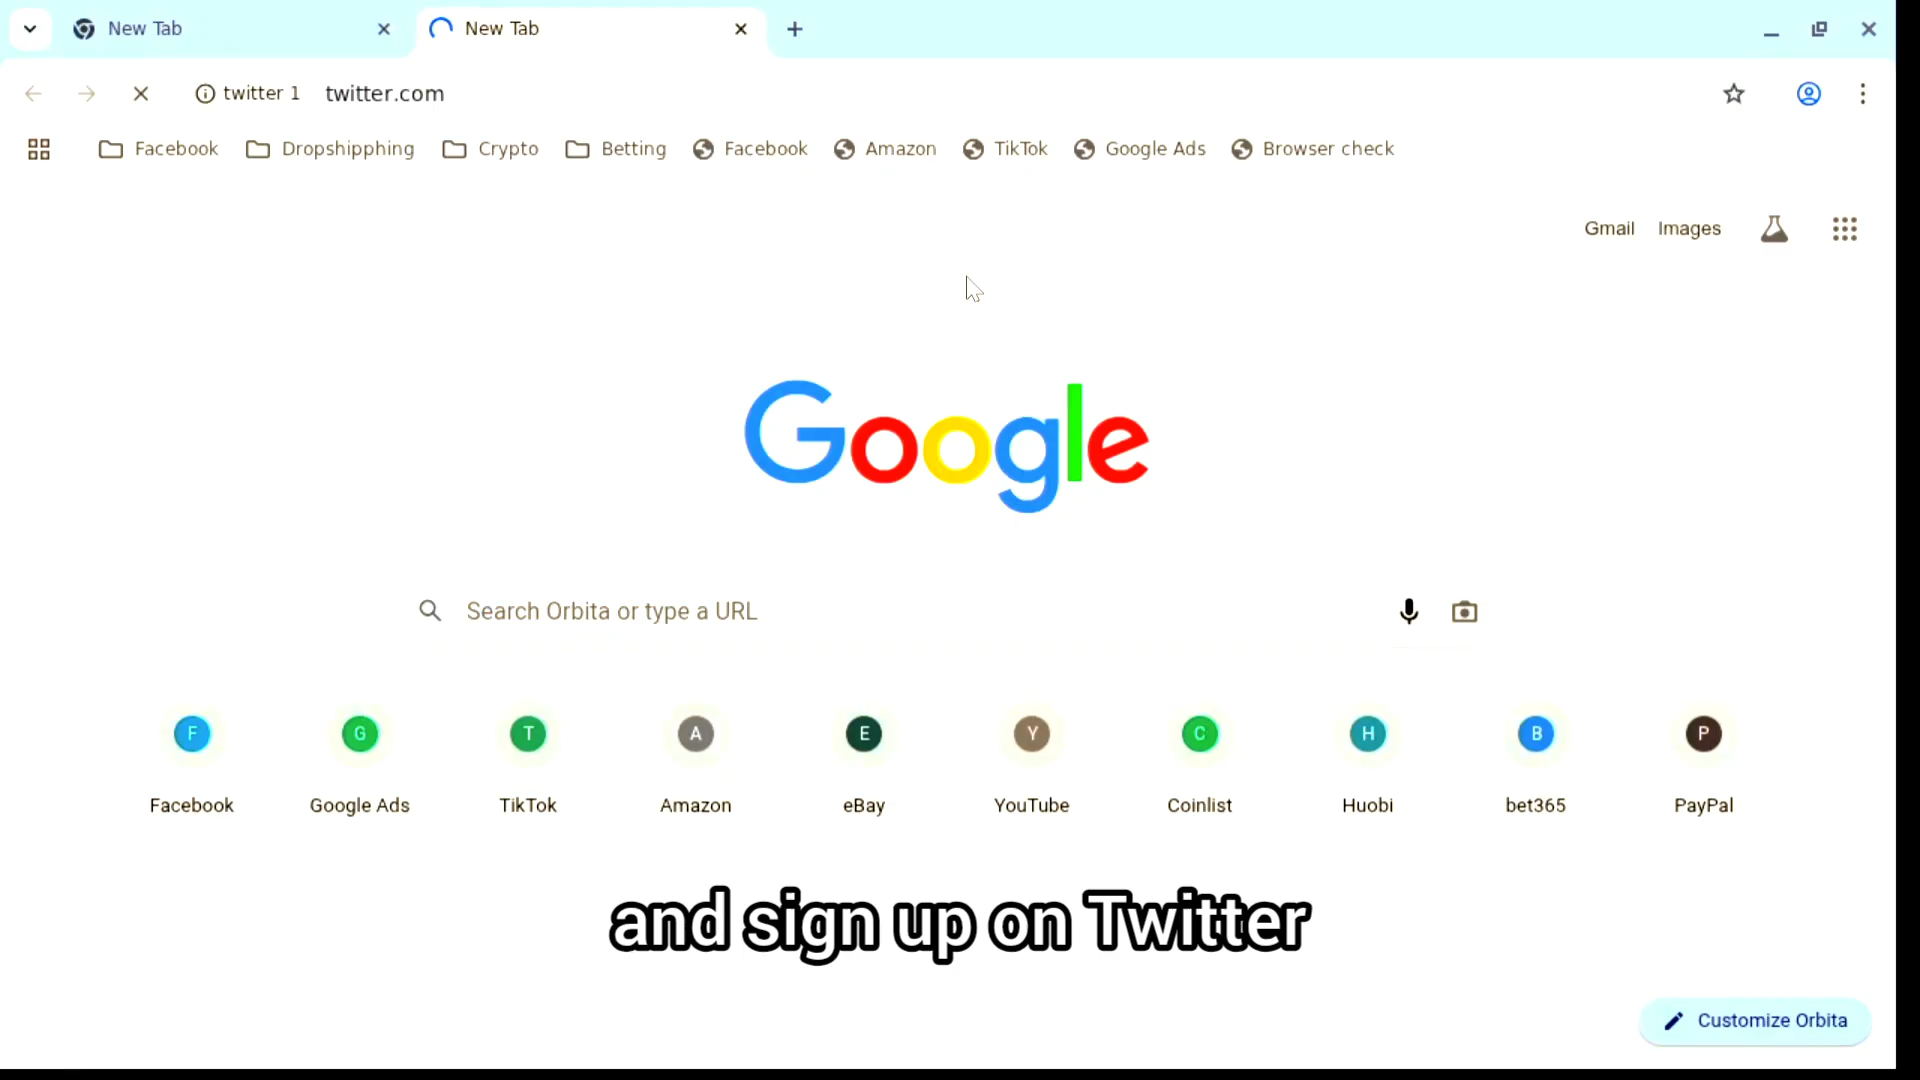 New Tab
New Tab
twitter 1 twitter.com
Facebook Dropshipphing Crypto Betting Facebook Amazon TikTok Google Ads Browser check
Gmail Images
Google
Search Orbita or type a URL
F G T A E Y C H B P
Facebook Google Ads TikTok Amazon eBay YouTube Coinlist Huobi bet365 PayPal
and sign up on Twitter
Customize Orbita